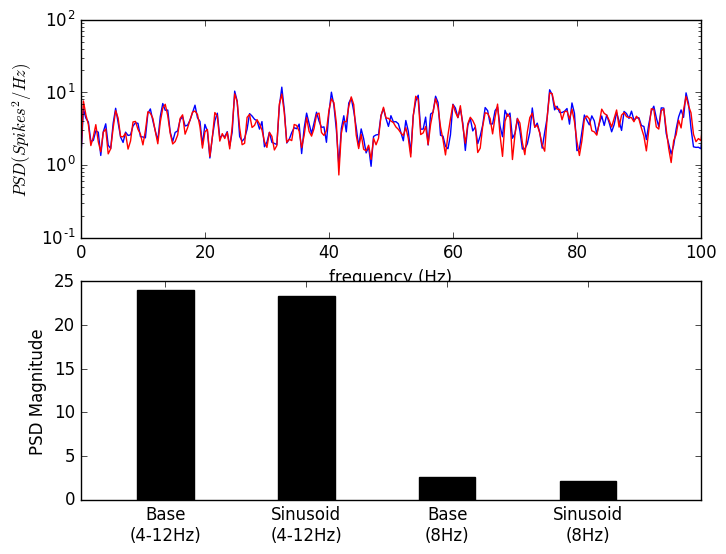 10^2
10^1
10^0
10^-1
PSD(Spikes^2/Hz)
0 20 40 60 80 100
frequency (Hz)
25
20
15
10
5
0
PSD Magnitude
Base Sinusoid Base Sinusoid
(4-12Hz) (4-12Hz) (8Hz) (8Hz)